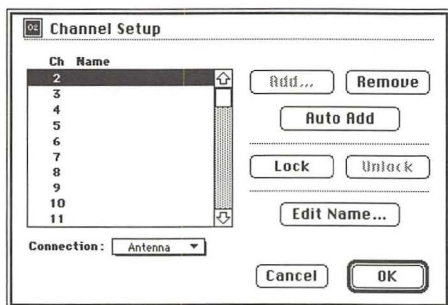 02
Channel Setup
Ch Name
2
3
4
5
6
7
8
9
10
11
Add...
Remove
Auto Add
Lock
Unlock
Edit Name...
Connection: Antenna
Cancel
OK